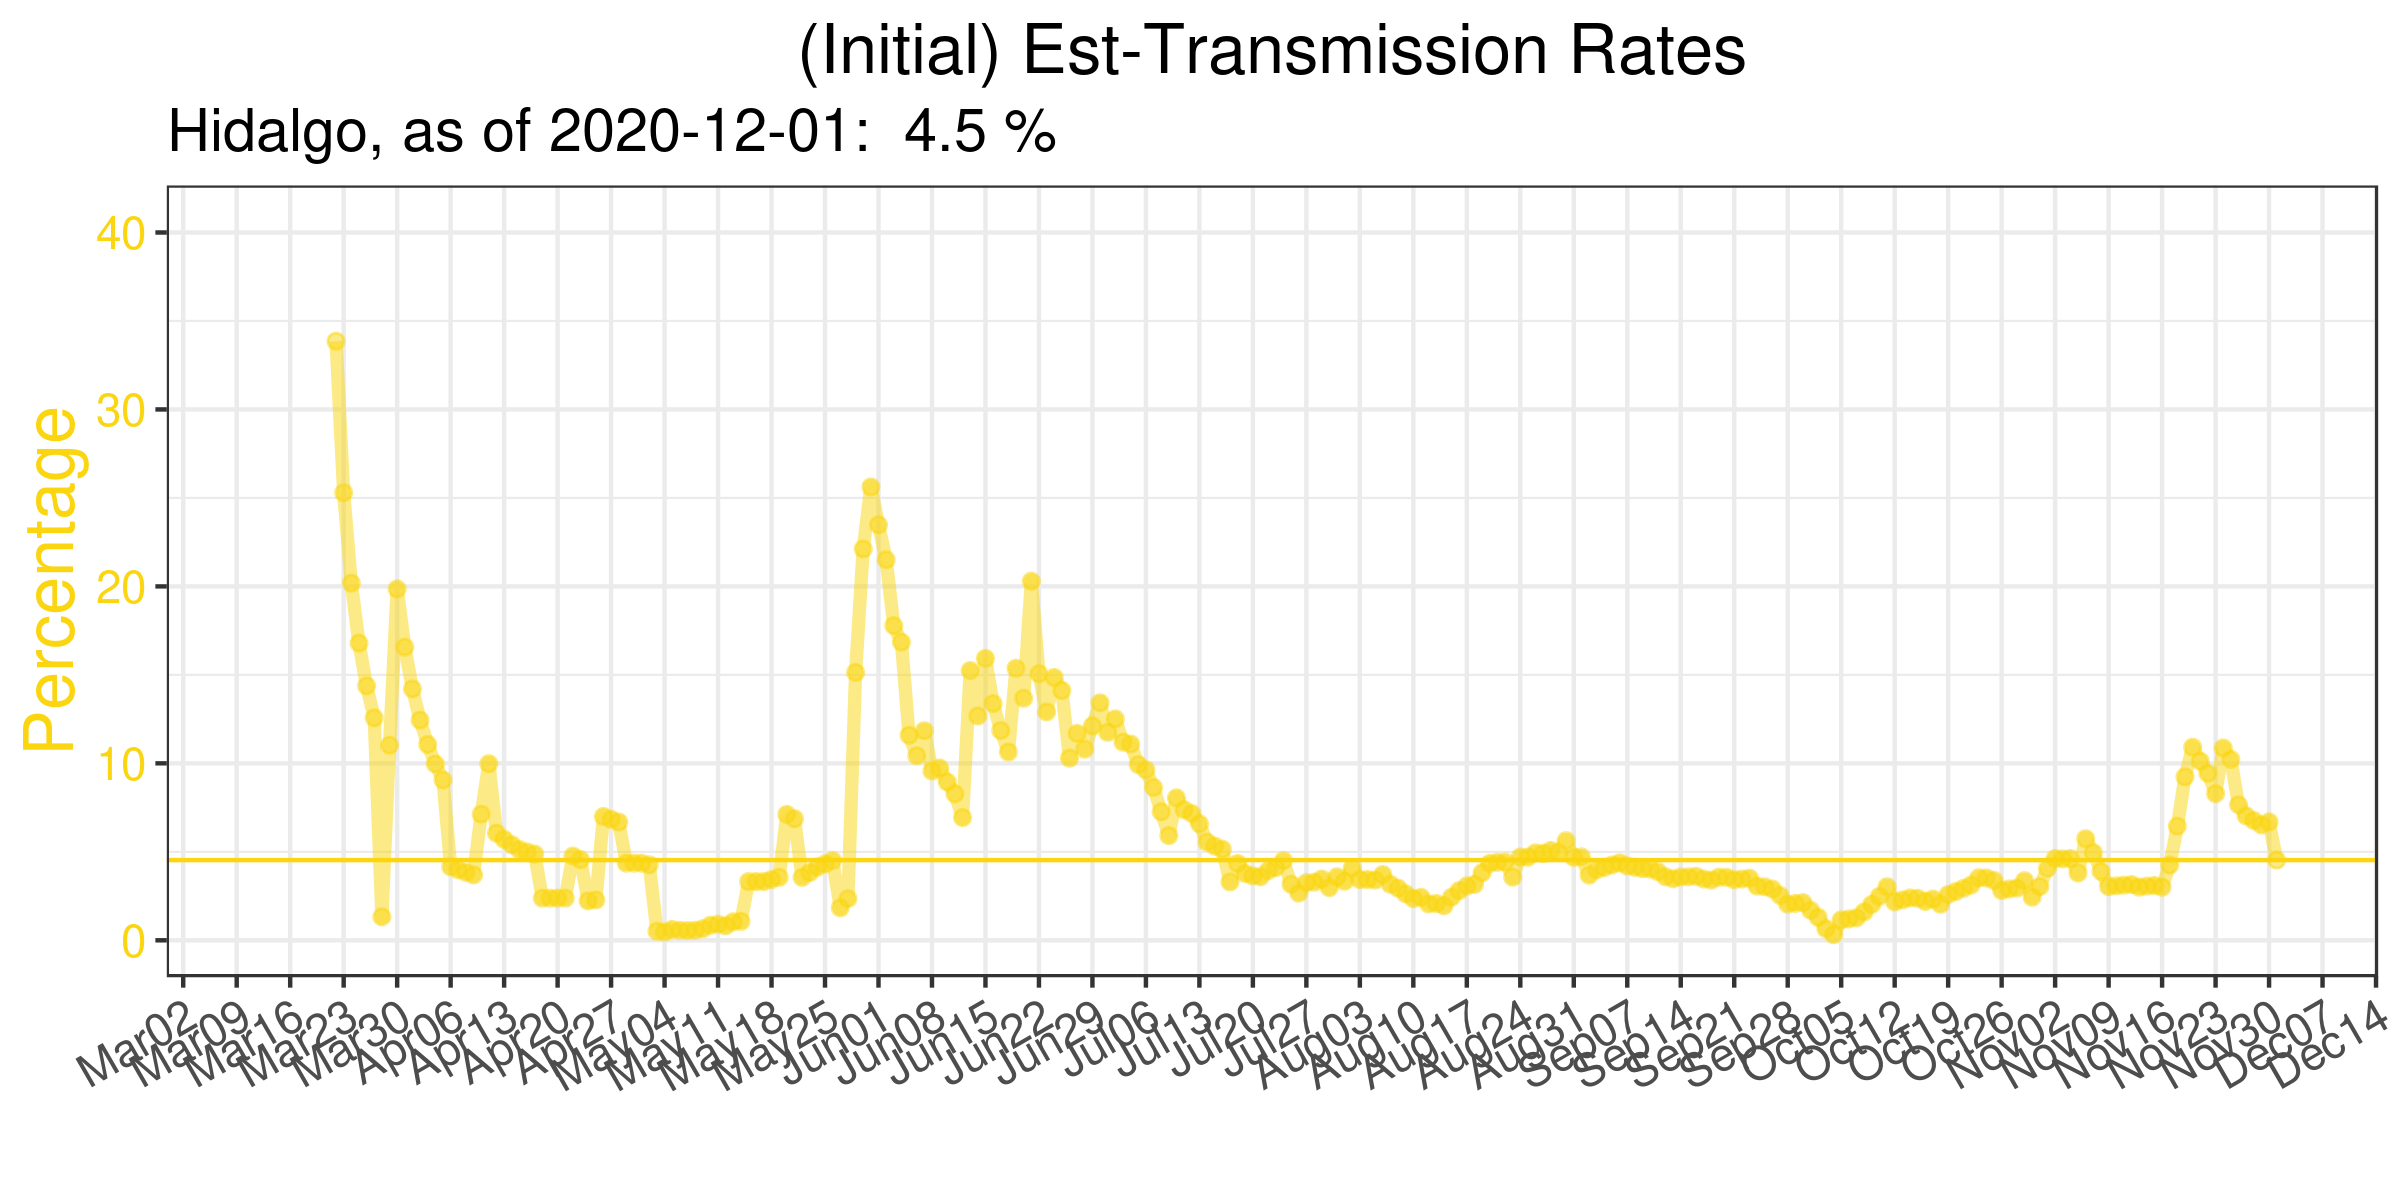 (Initial) Est-Transmission Rates
Hidalgo, as of 2020-12-01:  4.5 %
Percentage
40
30
20
10
0
Mar02
Mar09
Mar16
Mar23
Mar30
Apr06
Apr13
Apr20
Apr27
May04
May11
May18
May25
Jun01
Jun08
Jun15
Jun22
Jun29
Jul06
Jul13
Jul20
Jul27
Aug03
Aug10
Aug17
Aug24
Aug31
Sep07
Sep14
Sep21
Sep28
Oct05
Oct12
Oct19
Oct26
Nov02
Nov09
Nov16
Nov23
Nov30
Dec07
Dec14